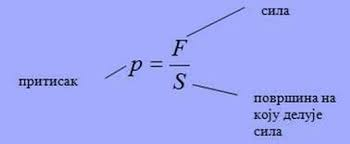 сила
притисак
p = F/S
површина на
коју делује
сила